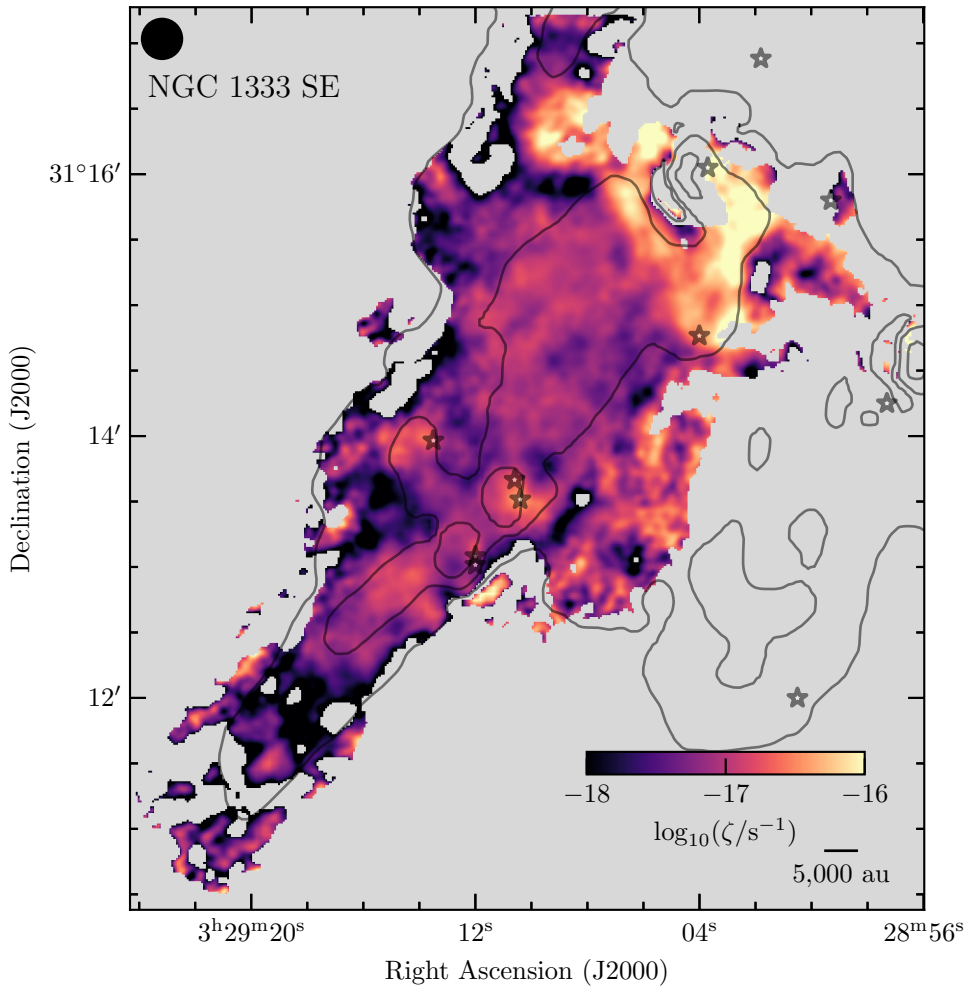 NGC 1333 SE
31°16′
14′
12′
Declination (J2000)
−18 −17 −16
log₁₀(ζ/s⁻¹)
5,000 au
3ʰ29ᵐ20ˢ 12ˢ 04ˢ 28ᵐ56ˢ
Right Ascension (J2000)